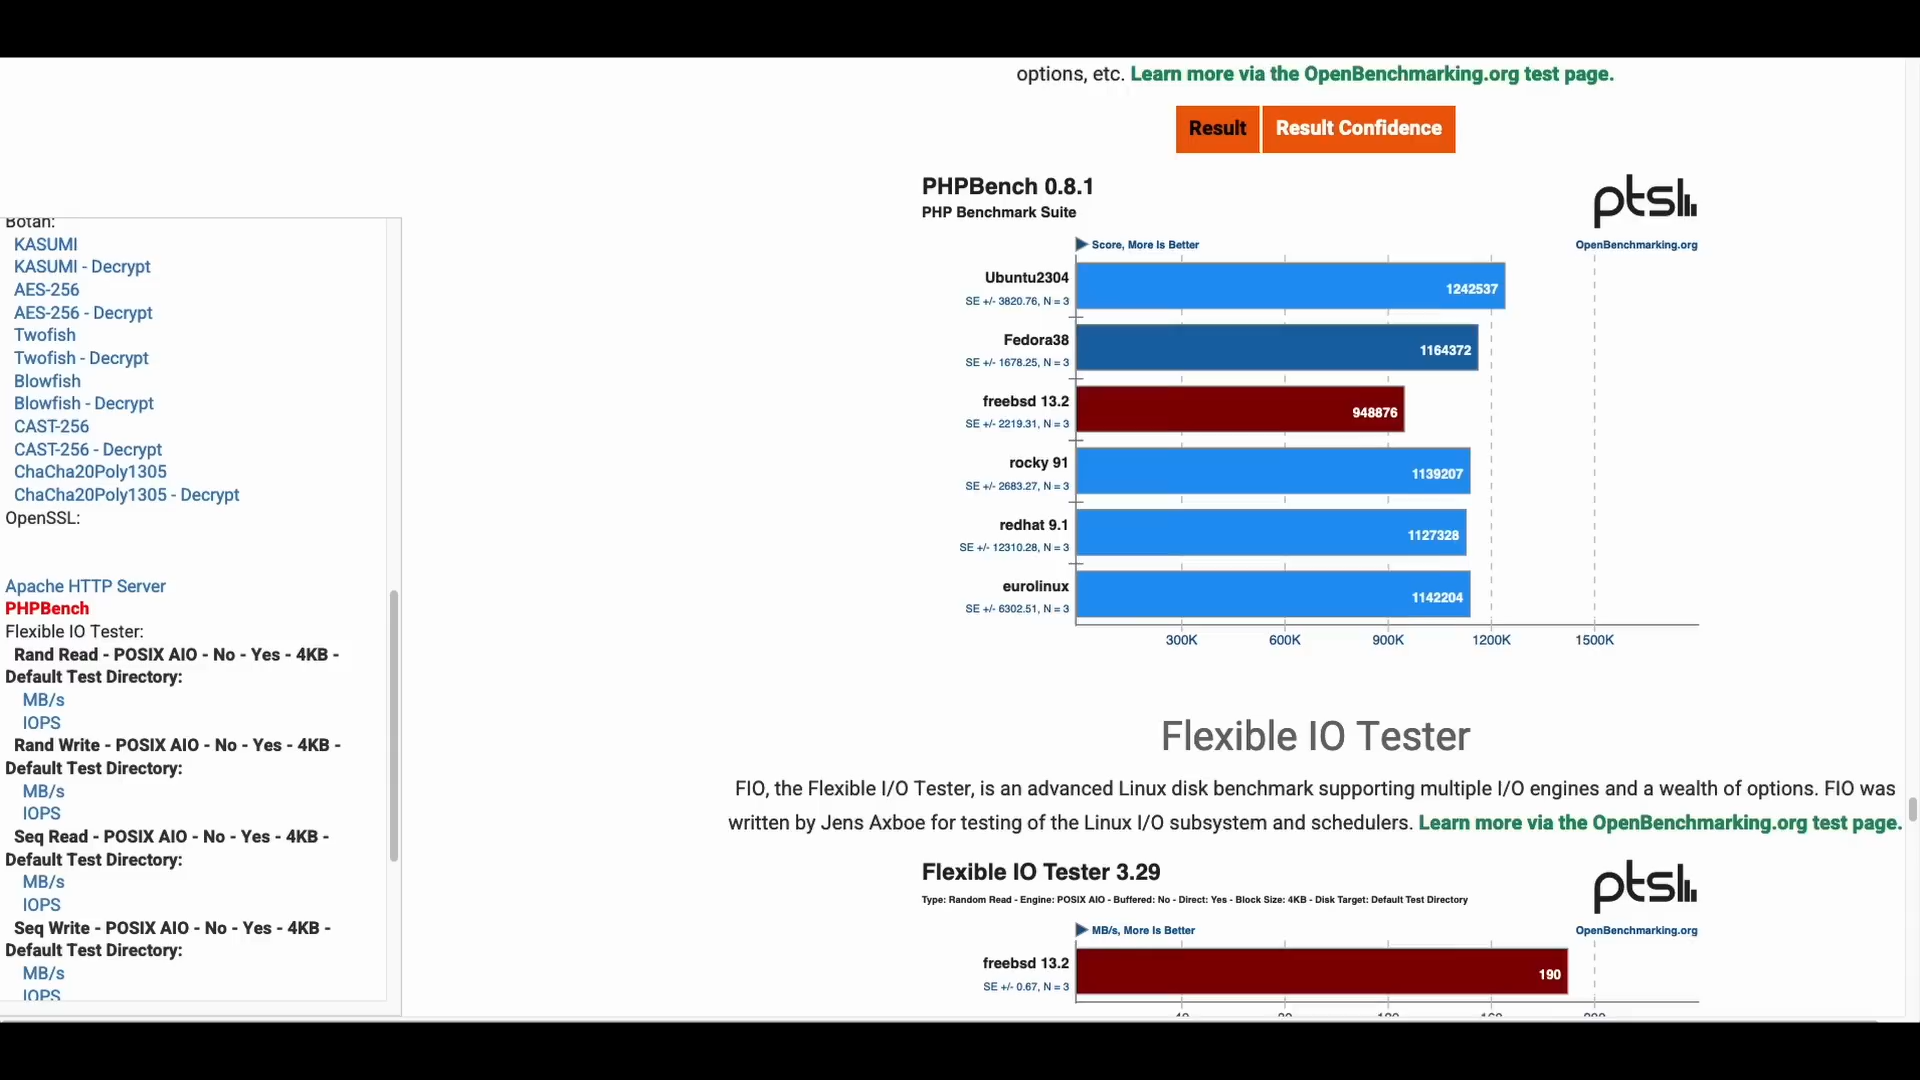 options, etc. Learn more via the OpenBenchmarking.org test page.
Result Result Confidence
PHPBench 0.8.1
PHP Benchmark Suite
ptsl
Score, More Is Better
OpenBenchmarking.org
Ubuntu2304
SE +/- 3820.76, N = 3
1242537
Fedora38
SE +/- 1678.25, N = 3
1164372
freebsd 13.2
SE +/- 2219.31, N = 3
948876
rocky 91
SE +/- 2683.27, N = 3
1139207
redhat 9.1
SE +/- 12310.28, N = 3
1127328
eurolinux
SE +/- 6302.51, N = 3
1142204
300K 600K 900K 1200K 1500K
Botan:
KASUMI
KASUMI - Decrypt
AES-256
AES-256 - Decrypt
Twofish
Twofish - Decrypt
Blowfish
Blowfish - Decrypt
CAST-256
CAST-256 - Decrypt
ChaCha20Poly1305
ChaCha20Poly1305 - Decrypt
OpenSSL:
Apache HTTP Server
PHPBench
Flexible IO Tester:
Rand Read - POSIX AIO - No - Yes - 4KB -
Default Test Directory:
MB/s
IOPS
Rand Write - POSIX AIO - No - Yes - 4KB -
Default Test Directory:
MB/s
IOPS
Seq Read - POSIX AIO - No - Yes - 4KB -
Default Test Directory:
MB/s
IOPS
Seq Write - POSIX AIO - No - Yes - 4KB -
Default Test Directory:
MB/s
IOPS
Flexible IO Tester
FIO, the Flexible I/O Tester, is an advanced Linux disk benchmark supporting multiple I/O engines and a wealth of options. FIO was
written by Jens Axboe for testing of the Linux I/O subsystem and schedulers. Learn more via the OpenBenchmarking.org test page.
Flexible IO Tester 3.29
Type: Random Read - Engine: POSIX AIO - Buffered: No - Direct: Yes - Block Size: 4KB - Disk Target: Default Test Directory
ptsl
MB/s, More Is Better
OpenBenchmarking.org
freebsd 13.2
SE +/- 0.67, N = 3
190